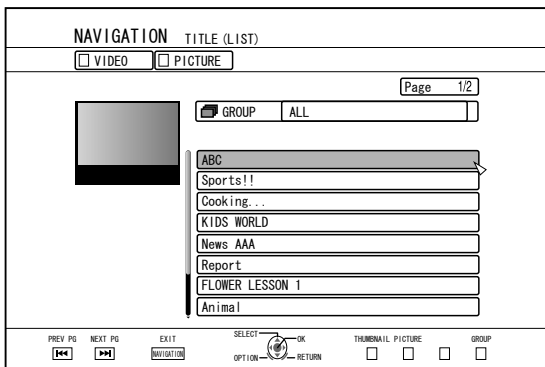 NAVIGATION TITLE (LIST)
VIDEO PICTURE
Page 1/2
GROUP ALL
ABC
Sports!!
Cooking...
KIDS WORLD
News AAA
Report
FLOWER LESSON 1
Animal
PREV PG NEXT PG EXIT SELECT OK THUMBNAIL PICTURE GROUP
NAVIGATION OPTION RETURN